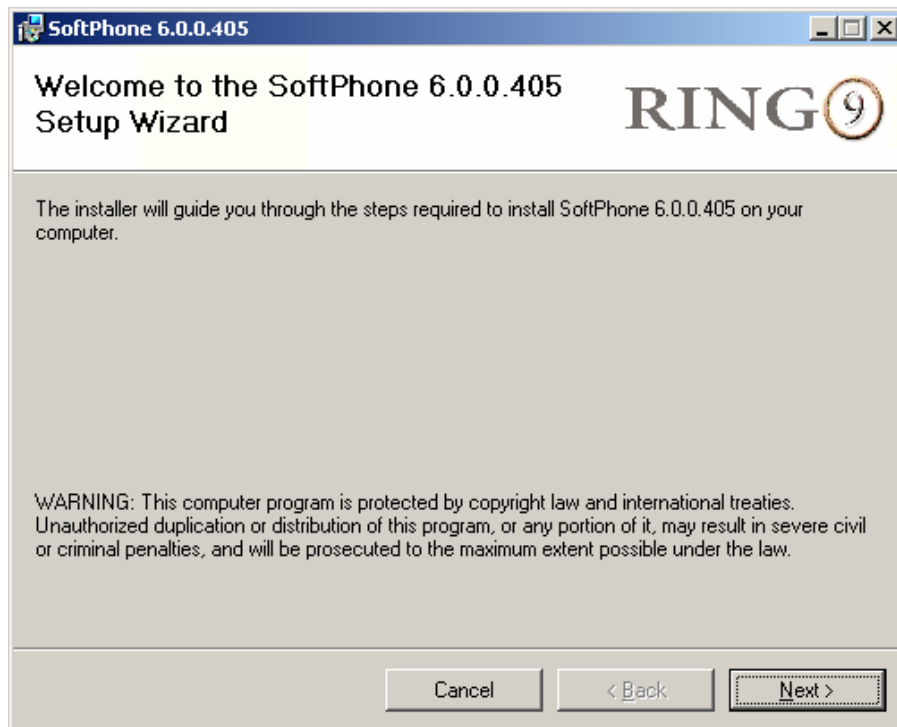 SoftPhone 6.0.0.405
Welcome to the SoftPhone 6.0.0.405
Setup Wizard
RING 9
The installer will guide you through the steps required to install SoftPhone 6.0.0.405 on your
computer.
WARNING: This computer program is protected by copyright law and international treaties.
Unauthorized duplication or distribution of this program, or any portion of it, may result in severe civil
or criminal penalties, and will be prosecuted to the maximum extent possible under the law.
Cancel < Back Next >